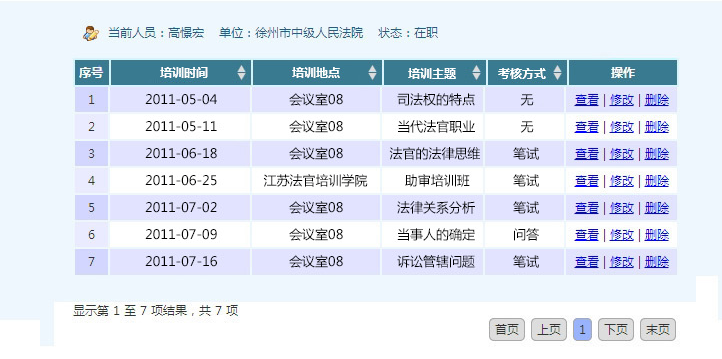 当前人员：高憬宏 单位：徐州市中级人民法院 状态：在职
序号 培训时间 培训地点 培训主题 考核方式 操作
1 2011-05-04 会议室08 司法权的特点 无 查看 | 修改 | 删除
2 2011-05-11 会议室08 当代法官职业 无 查看 | 修改 | 删除
3 2011-06-18 会议室08 法官的法律思维 笔试 查看 | 修改 | 删除
4 2011-06-25 江苏法官培训学院 助审培训班 笔试 查看 | 修改 | 删除
5 2011-07-02 会议室08 法律关系分析 笔试 查看 | 修改 | 删除
6 2011-07-09 会议室08 当事人的确定 问答 查看 | 修改 | 删除
7 2011-07-16 会议室08 诉讼管辖问题 笔试 查看 | 修改 | 删除
显示第 1 至 7 项结果，共 7 项
首页 上页 1 下页 末页